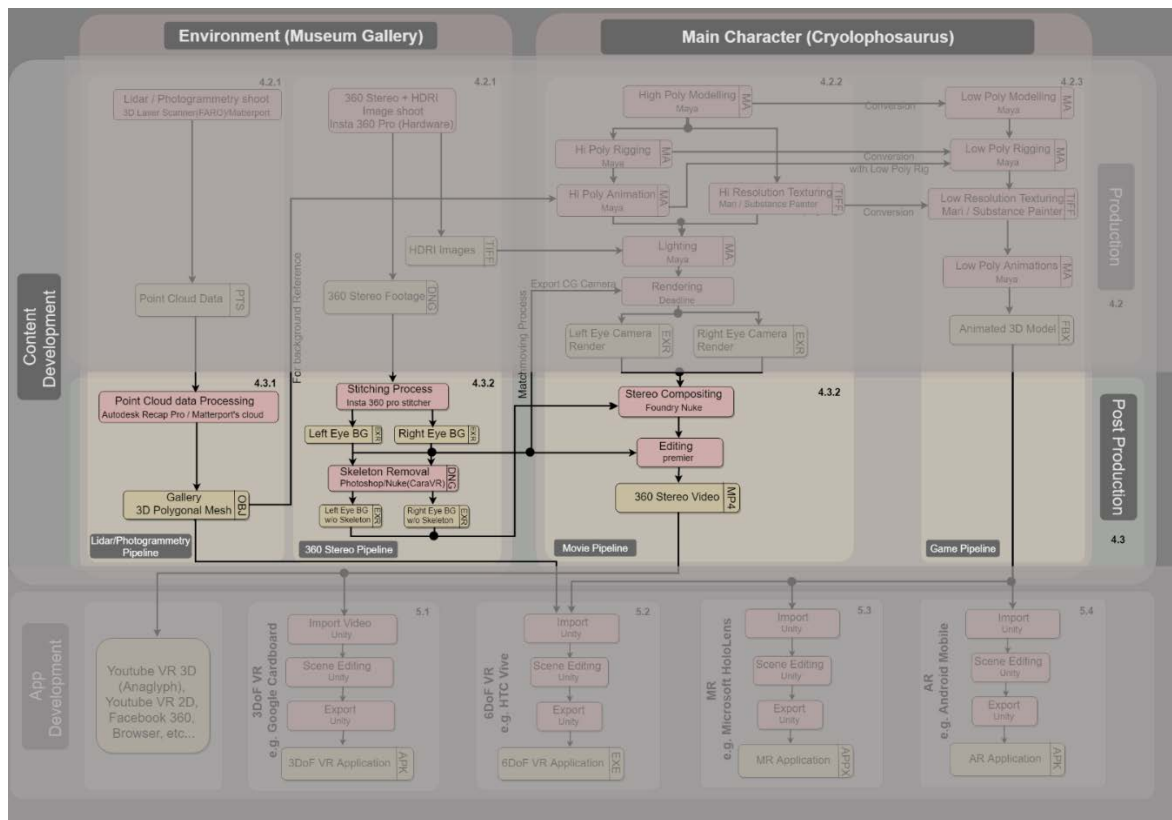 Environment (Museum Gallery)
Main Character (Cryolophosaurus)
4.2.1
Lidar / Photogrammetry shoot
3D Laser Scanner(FARO)/Matterport
4.2.1
360 Stereo + HDRI
Image shoot
Insta 360 Pro (Hardware)
4.2.2
High Poly Modelling
Maya
MA
Conversion
4.2.3
Low Poly Modelling
Maya
MA
Hi Poly Rigging
Maya
MA
Conversion
with Low Poly Rig
Low Poly Rigging
Maya
MA
Hi Poly Animation
Maya
MA
Hi Resolution Texturing
Mari / Substance Painter
TIFF
Conversion
Low Resolution Texturing
Mari / Substance Painter
TIFF
Production
4.2
HDRI Images
TIFF
Lighting
Maya
MA
Low Poly Animations
Maya
MA
Point Cloud Data
PTS
360 Stereo Footage
DNG
Export CG Camera
Rendering
Deadline
Left Eye Camera
Render
EXR
Right Eye Camera
Render
EXR
Animated 3D Model
FBX
Content
Development
For background Reference
Matchmoving Process
4.3.1
Point Cloud data Processing
Autodesk Recap Pro / Matterport's cloud
4.3.2
Stitching Process
Insta 360 pro stitcher
Left Eye BG
EXR
Right Eye BG
EXR
Skeleton Removal
Photoshop/Nuke(CaraVR)
DNG
Left Eye BG
w/o Skeleton
EXR
Right Eye BG
w/o Skeleton
EXR
4.3.2
Stereo Compositing
Foundry Nuke
Editing
premier
360 Stereo Video
MP4
Gallery
3D Polygonal Mesh
OBJ
Post Production
4.3
Lidar/Photogrammetry
Pipeline
360 Stereo Pipeline
Movie Pipeline
Game Pipeline
App
Development
Youtube VR 3D
(Anaglyph),
Youtube VR 2D,
Facebook 360,
Browser, etc...
5.1
3DoF VR
e.g. Google Cardboard
Import Video
Unity
Scene Editing
Unity
Export
Unity
3DoF VR Application
APK
5.2
6DoF VR
e.g. HTC Vive
Import
Unity
Scene Editing
Unity
Export
Unity
6DoF VR Application
EXE
5.3
MR
e.g. Microsoft HoloLens
Import
Unity
Scene Editing
Unity
Export
Unity
MR Application
APPX
5.4
AR
e.g. Android Mobile
Import
Unity
Scene Editing
Unity
Export
Unity
AR Application
APK